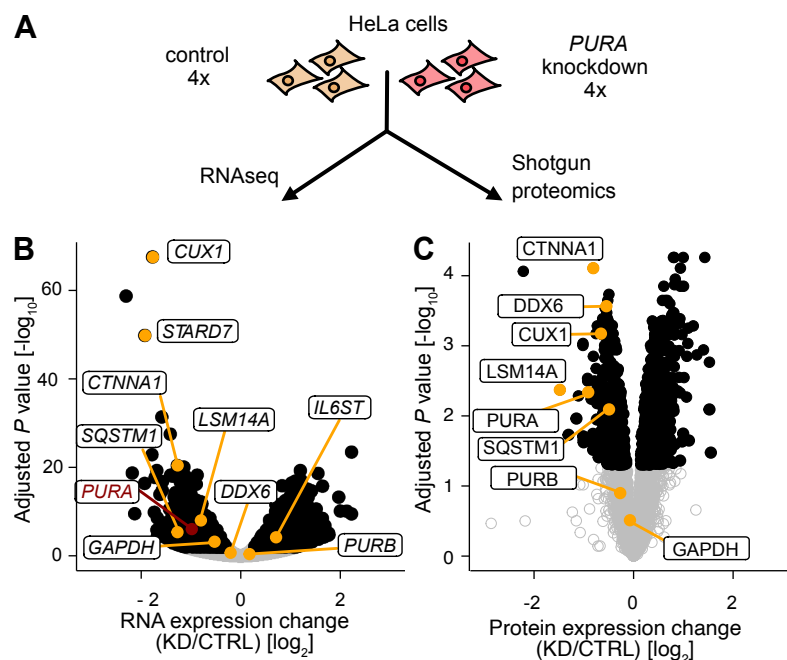 A
HeLa cells
control
4x
PURA
knockdown
4x
RNAseq
Shotgun
proteomics
B
CUX1
STARD7
CTNNA1
LSM14A
IL6ST
SQSTM1
PURA
DDX6
GAPDH
PURB
60
40
20
0
Adjusted P value [-log10]
- 2
0
2
RNA expression change
(KD/CTRL) [log2]
C
CTNNA1
DDX6
CUX1
LSM14A
PURA
SQSTM1
PURB
GAPDH
4
3
2
1
0
Adjusted P value [-log10]
-2
0
2
Protein expression change
(KD/CTRL) [log2]